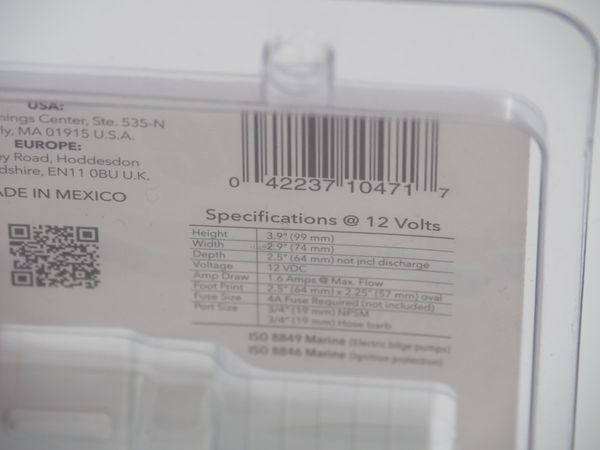 USA:
nings Center, Ste. 535-N
ly, MA 01915 U.S.A.
EUROPE:
ey Road, Hoddesdon
dshire, EN11 0BU U.K.
ADE IN MEXICO
0 42237 10471 7
Specifications @ 12 Volts
Height 3.9" (99 mm)
Width 2.9" (74 mm)
Depth 2.5" (64 mm) not incl discharge
Voltage 12 VDC
Amp Draw 1.6 Amps @ Max. Flow
Foot Print 2.5" (64 mm) x 2.25" (57 mm) oval
Fuse Size 4A Fuse Required (not included)
Port Size 3/4" (19 mm) NPSM
3/4" (19 mm) Hose barb
ISO 8849 Marine (Electric bilge pumps)
ISO 8846 Marine (Ignition protection)